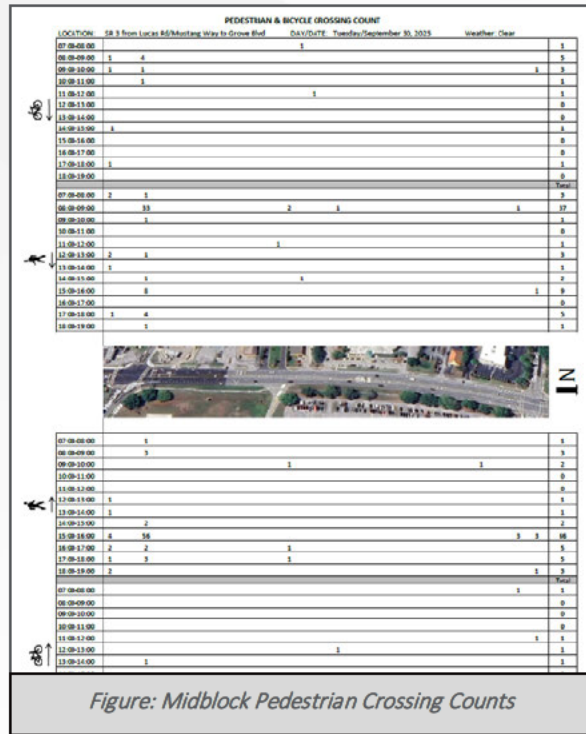 PEDESTRIAN & BICYCLE CROSSING COUNT
LOCATION: SR 3 from Lucas Rd/Mustang Way to Grove Blvd DAY/DATE: Tuesday/September 30, 2025 Weather: Clear
07:00-08:00 1 1
08:00-09:00 1 4 5
09:00-10:00 1 1 1 3
10:00-11:00 1 1
11:00-12:00 1 1
12:00-13:00 0
13:00-14:00 0
14:00-15:00 1 1
15:00-16:00 0
16:00-17:00 0
17:00-18:00 1 1
18:00-19:00 0
Total
07:00-08:00 2 1 3
08:00-09:00 33 2 1 1 37
09:00-10:00 1 1
10:00-11:00 0
11:00-12:00 1 1
12:00-13:00 2 1 3
13:00-14:00 1 1
14:00-15:00 1 1 2
15:00-16:00 8 1 9
16:00-17:00 0
17:00-18:00 1 4 5
18:00-19:00 1 1
N
07:00-08:00 1 1
08:00-09:00 3 3
09:00-10:00 1 1 2
10:00-11:00 0
11:00-12:00 0
12:00-13:00 1 1
13:00-14:00 1 1
14:00-15:00 2 2
15:00-16:00 4 56 3 3
16:00-17:00 2 2 1 5
17:00-18:00 1 3 1 5
18:00-19:00 2 1 3
Total
07:00-08:00 1 1
08:00-09:00 0
09:00-10:00 0
10:00-11:00 0
11:00-12:00 1 1
12:00-13:00 1 1
13:00-14:00 1 1
Figure: Midblock Pedestrian Crossing Counts